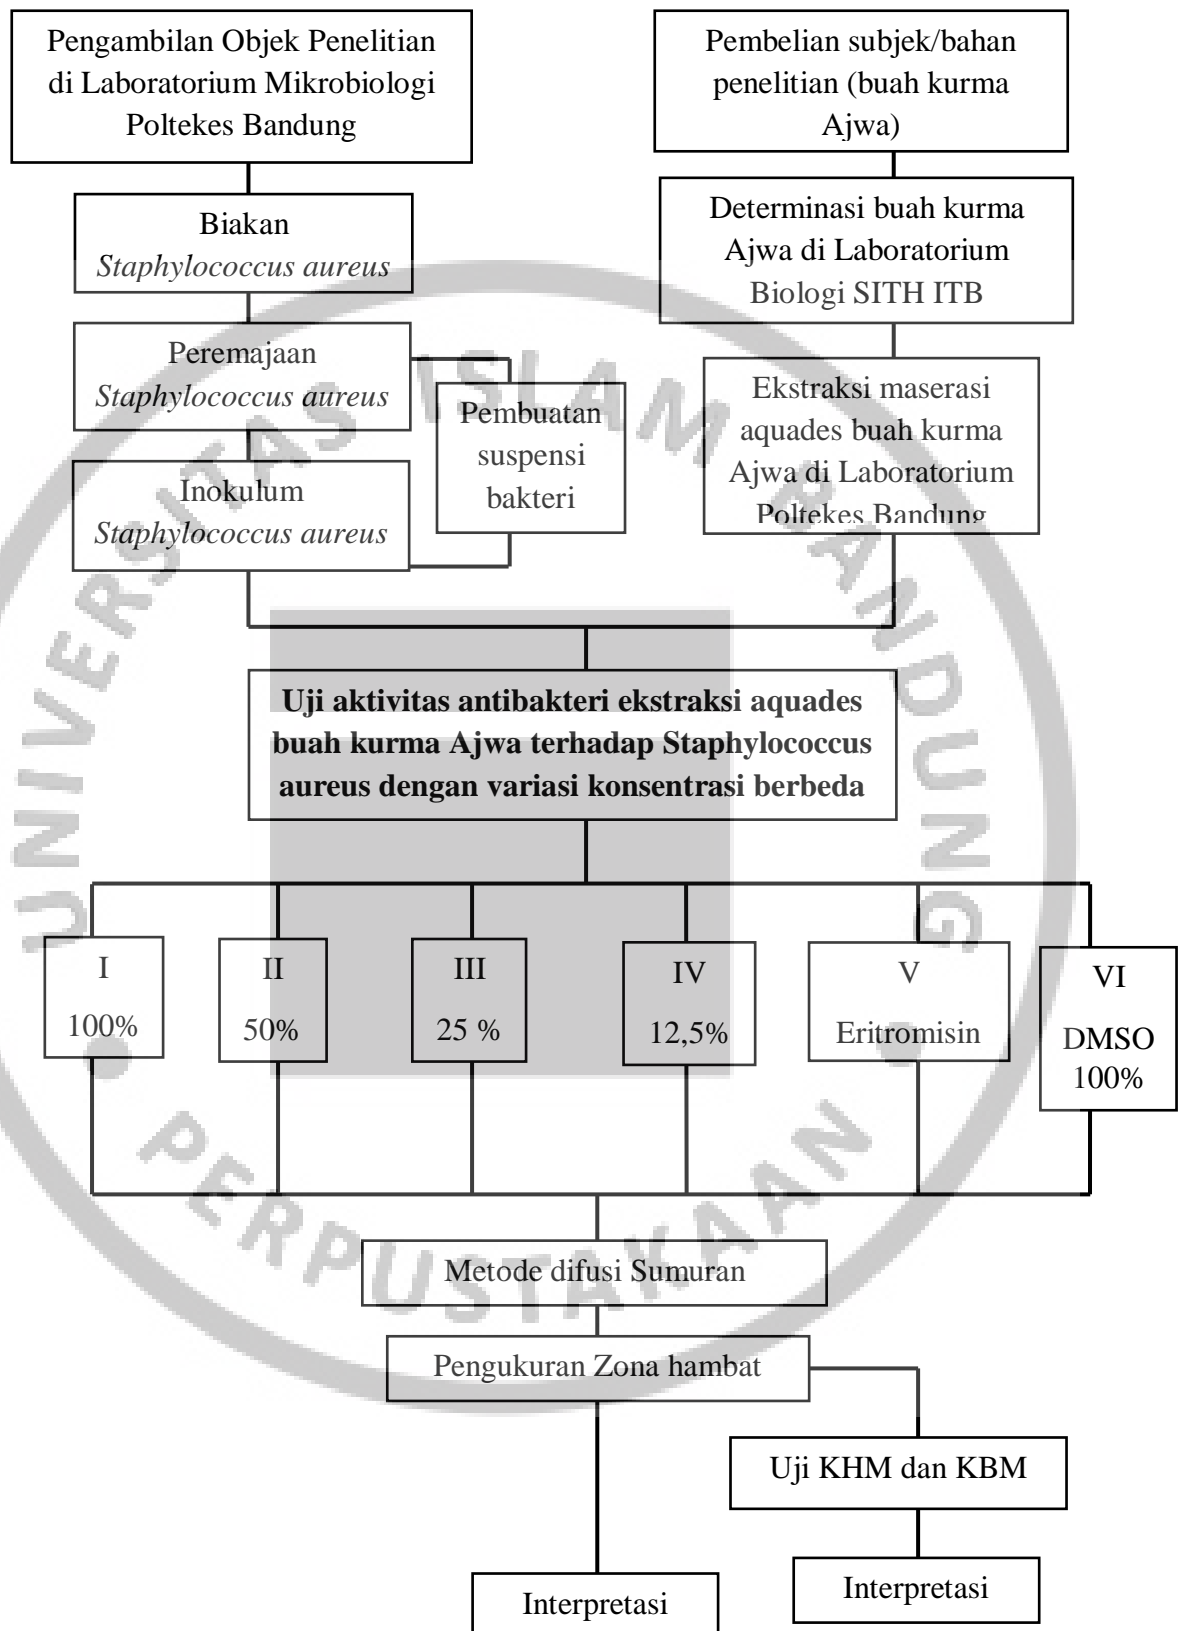 Pengambilan Objek Penelitian
di Laboratorium Mikrobiologi
Poltekes Bandung
Pembelian subjek/bahan
penelitian (buah kurma
Ajwa)
Biakan
Staphylococcus aureus
Determinasi buah kurma
Ajwa di Laboratorium
Biologi SITH ITB
Peremajaan
Staphylococcus aureus
Pembuatan
suspensi
bakteri
Inokulum
Staphylococcus aureus
Ekstraksi maserasi
aquades buah kurma
Ajwa di Laboratorium
Poltekes Bandung
Uji aktivitas antibakteri ekstraksi aquades
buah kurma Ajwa terhadap Staphylococcus
aureus dengan variasi konsentrasi berbeda
I
100%
II
50%
III
25 %
IV
12,5%
V
Eritromisin
VI
DMSO
100%
Metode difusi Sumuran
Pengukuran Zona hambat
Uji KHM dan KBM
Interpretasi
Interpretasi
UNIVERSITAS ISLAM BANDUNG
• PERPUSTAKAAN •